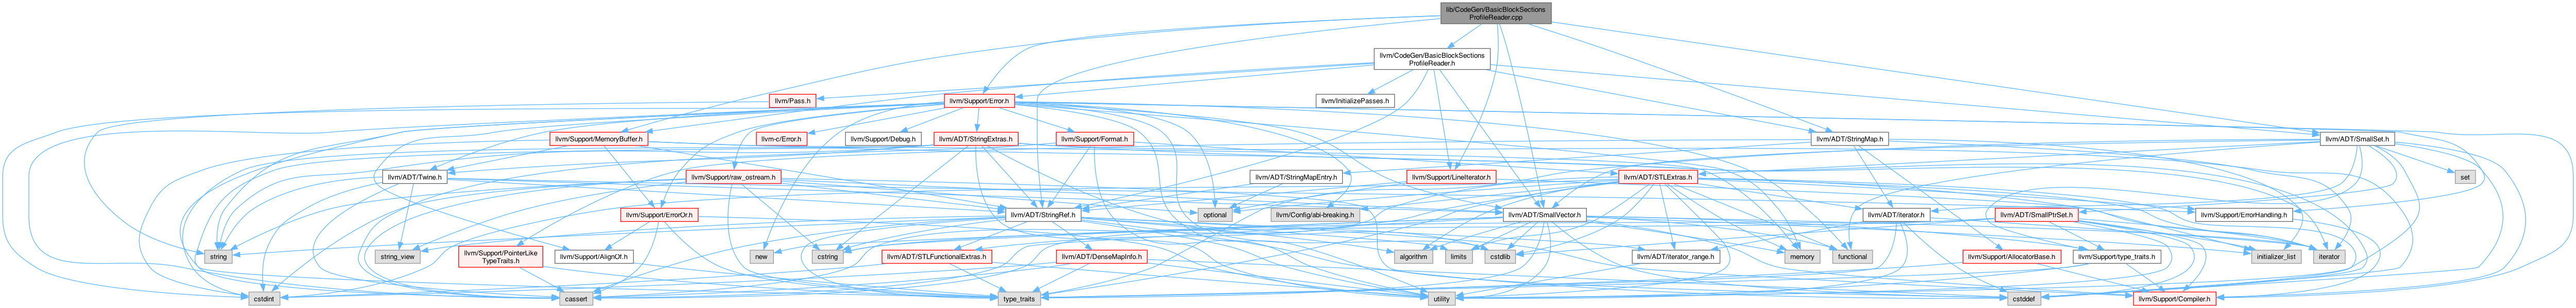 lib/CodeGen/BasicBlockSections
ProfileReader.cpp
llvm/CodeGen/BasicBlockSections
ProfileReader.h
llvm/Pass.h
llvm/Support/Error.h
llvm/InitializePasses.h
llvm/Support/MemoryBuffer.h
llvm-c/Error.h
llvm/Support/Debug.h
llvm/ADT/StringExtras.h
llvm/Support/Format.h
llvm/ADT/StringMap.h
llvm/ADT/SmallSet.h
llvm/ADT/Twine.h
llvm/Support/raw_ostream.h
llvm/ADT/StringMapEntry.h
llvm/Support/LineIterator.h
llvm/ADT/STLExtras.h
set
llvm/Support/ErrorOr.h
llvm/ADT/StringRef.h
optional
llvm/Config/abi-breaking.h
llvm/ADT/SmallVector.h
llvm/ADT/iterator.h
llvm/ADT/SmallPtrSet.h
llvm/Support/ErrorHandling.h
string
string_view
llvm/Support/PointerLike
TypeTraits.h
llvm/Support/AlignOf.h
new
cstring
llvm/ADT/STLFunctionalExtras.h
llvm/ADT/DenseMapInfo.h
algorithm
limits
cstdlib
llvm/ADT/iterator_range.h
memory
functional
llvm/Support/AllocatorBase.h
llvm/Support/type_traits.h
initializer_list
iterator
cstdint
cassert
type_traits
utility
cstddef
llvm/Support/Compiler.h